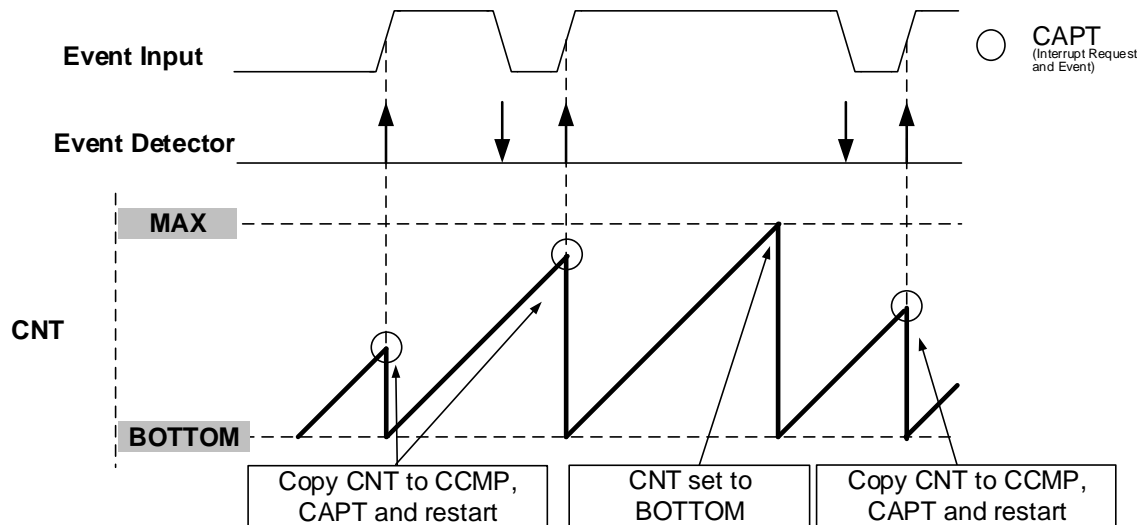 CAPT
(Interrupt Request
and Event)
Event Input
Event Detector
MAX
CNT
BOTTOM
Copy CNT to CCMP,
CAPT and restart
CNT set to
BOTTOM
Copy CNT to CCMP,
CAPT and restart